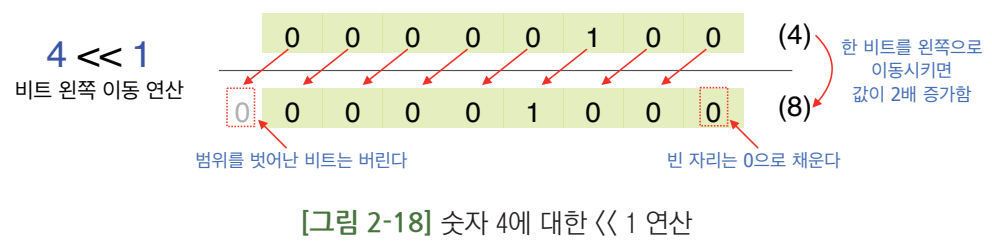 4 << 1
비트 왼쪽 이동 연산
0 0 0 0 0 1 0 0 (4)
한 비트를 왼쪽으로
이동시키면
값이 2배 증가함
0 0 0 0 0 1 0 0 0 (8)
범위를 벗어난 비트는 버린다
빈 자리는 0으로 채운다
[그림 2-18] 숫자 4에 대한 << 1 연산